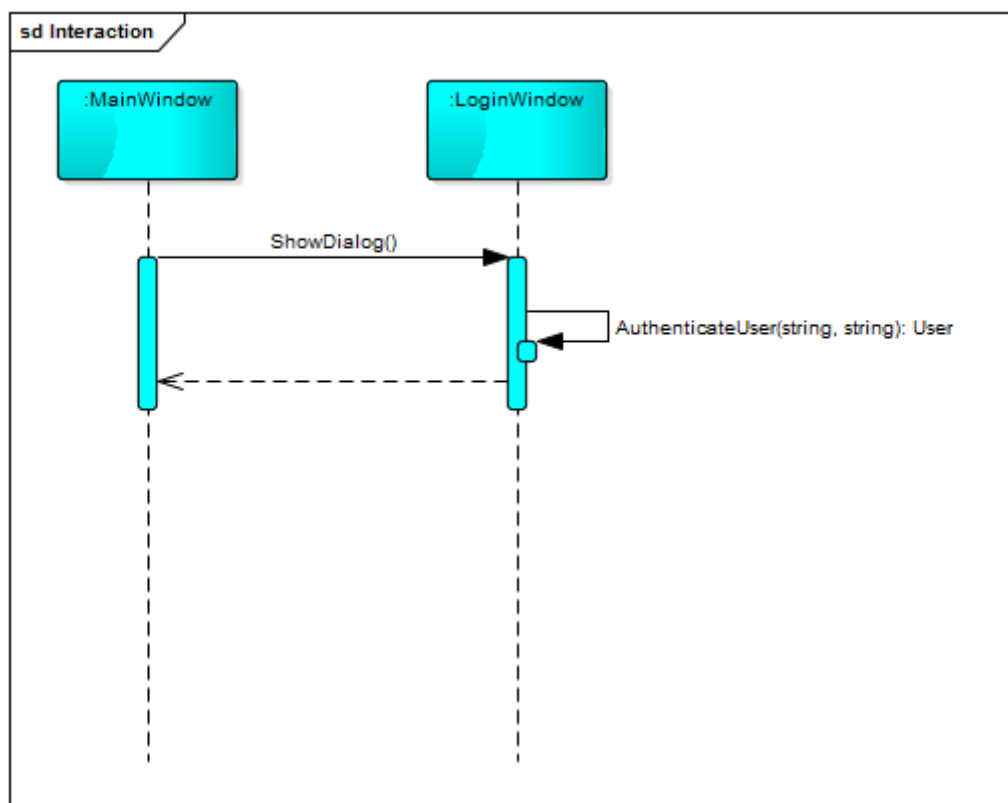 sd Interaction
:MainWindow
:LoginWindow
ShowDialog()
AuthenticateUser(string, string): User